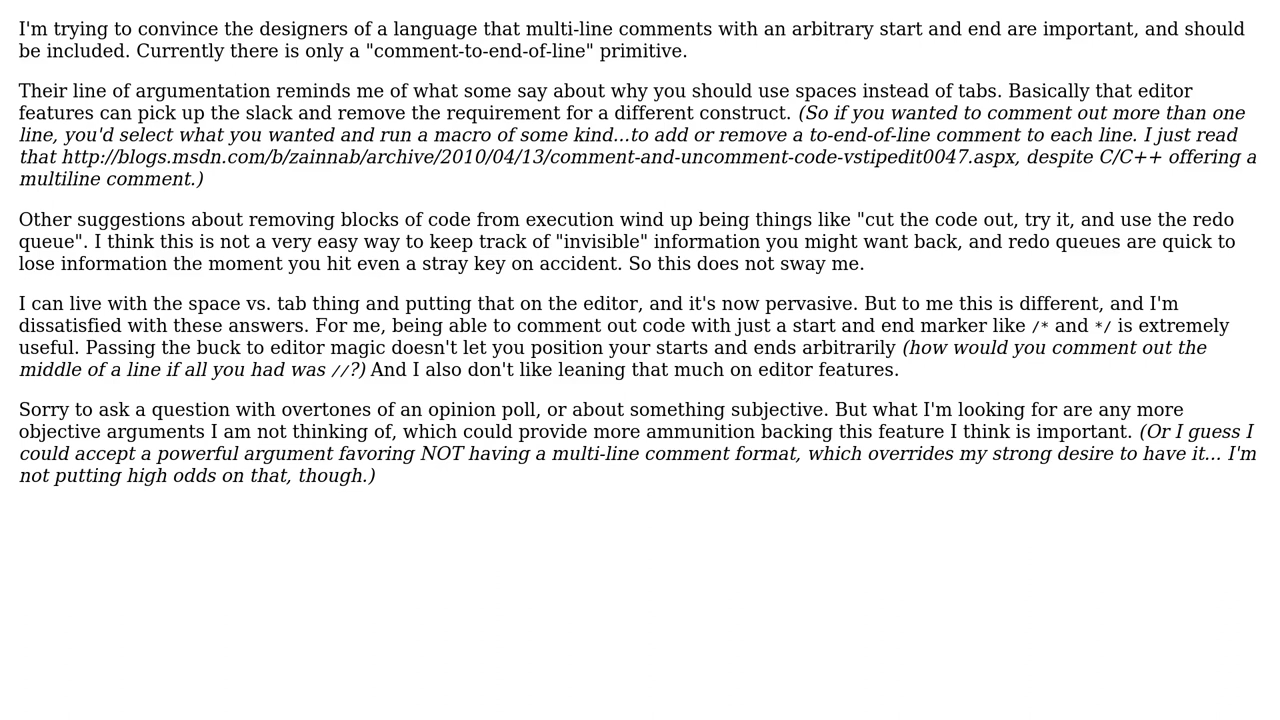 I'm trying to convince the designers of a language that multi-line comments with an arbitrary start and end are important, and should
be included. Currently there is only a "comment-to-end-of-line" primitive.
Their line of argumentation reminds me of what some say about why you should use spaces instead of tabs. Basically that editor
features can pick up the slack and remove the requirement for a different construct. (So if you wanted to comment out more than one
line, you'd select what you wanted and run a macro of some kind...to add or remove a to-end-of-line comment to each line. I just read
that http://blogs.msdn.com/b/zainnab/archive/2010/04/13/comment-and-uncomment-code-vstipedit0047.aspx, despite C/C++ offering a
multiline comment.)
Other suggestions about removing blocks of code from execution wind up being things like "cut the code out, try it, and use the redo
queue". I think this is not a very easy way to keep track of "invisible" information you might want back, and redo queues are quick to
lose information the moment you hit even a stray key on accident. So this does not sway me.
I can live with the space vs. tab thing and putting that on the editor, and it's now pervasive. But to me this is different, and I'm
dissatisfied with these answers. For me, being able to comment out code with just a start and end marker like /* and */ is extremely
useful. Passing the buck to editor magic doesn't let you position your starts and ends arbitrarily (how would you comment out the
middle of a line if all you had was //?) And I also don't like leaning that much on editor features.
Sorry to ask a question with overtones of an opinion poll, or about something subjective. But what I'm looking for are any more
objective arguments I am not thinking of, which could provide more ammunition backing this feature I think is important. (Or I guess I
could accept a powerful argument favoring NOT having a multi-line comment format, which overrides my strong desire to have it... I'm
not putting high odds on that, though.)